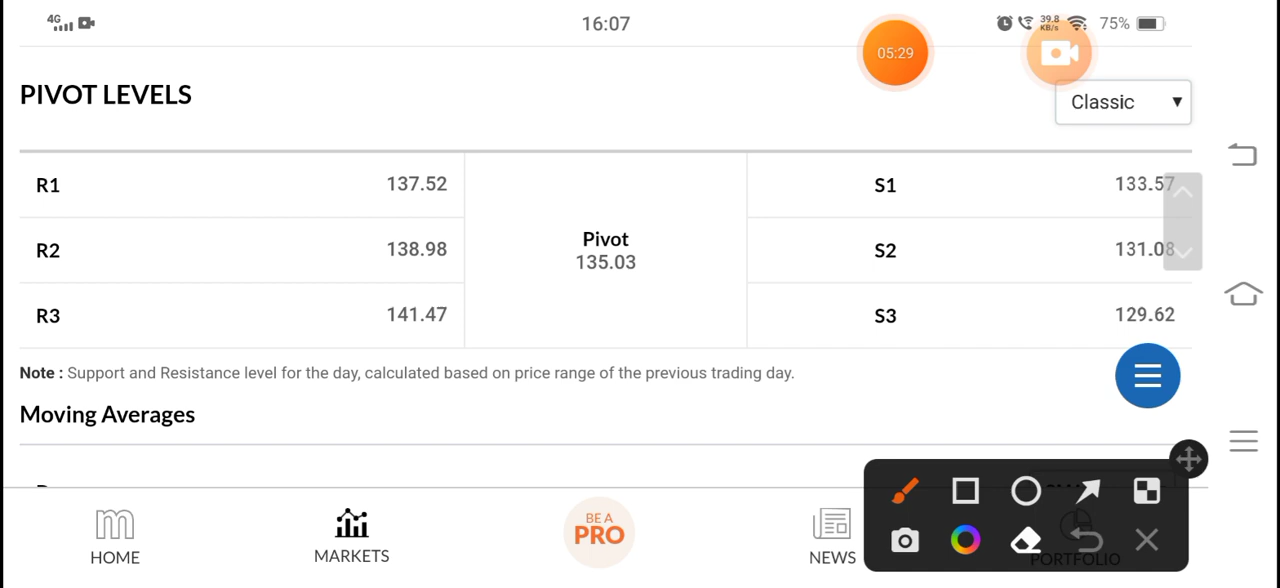 4G 16:07 39.8 KB/s 75%
05:29
PIVOT LEVELS
Classic
R1 137.52 S1 133.57
Pivot
135.03
R2 138.98 S2 131.08
R3 141.47 S3 129.62
Note : Support and Resistance level for the day, calculated based on price range of the previous trading day.
Moving Averages
HOME MARKETS BE A PRO NEWS PORTFOLIO